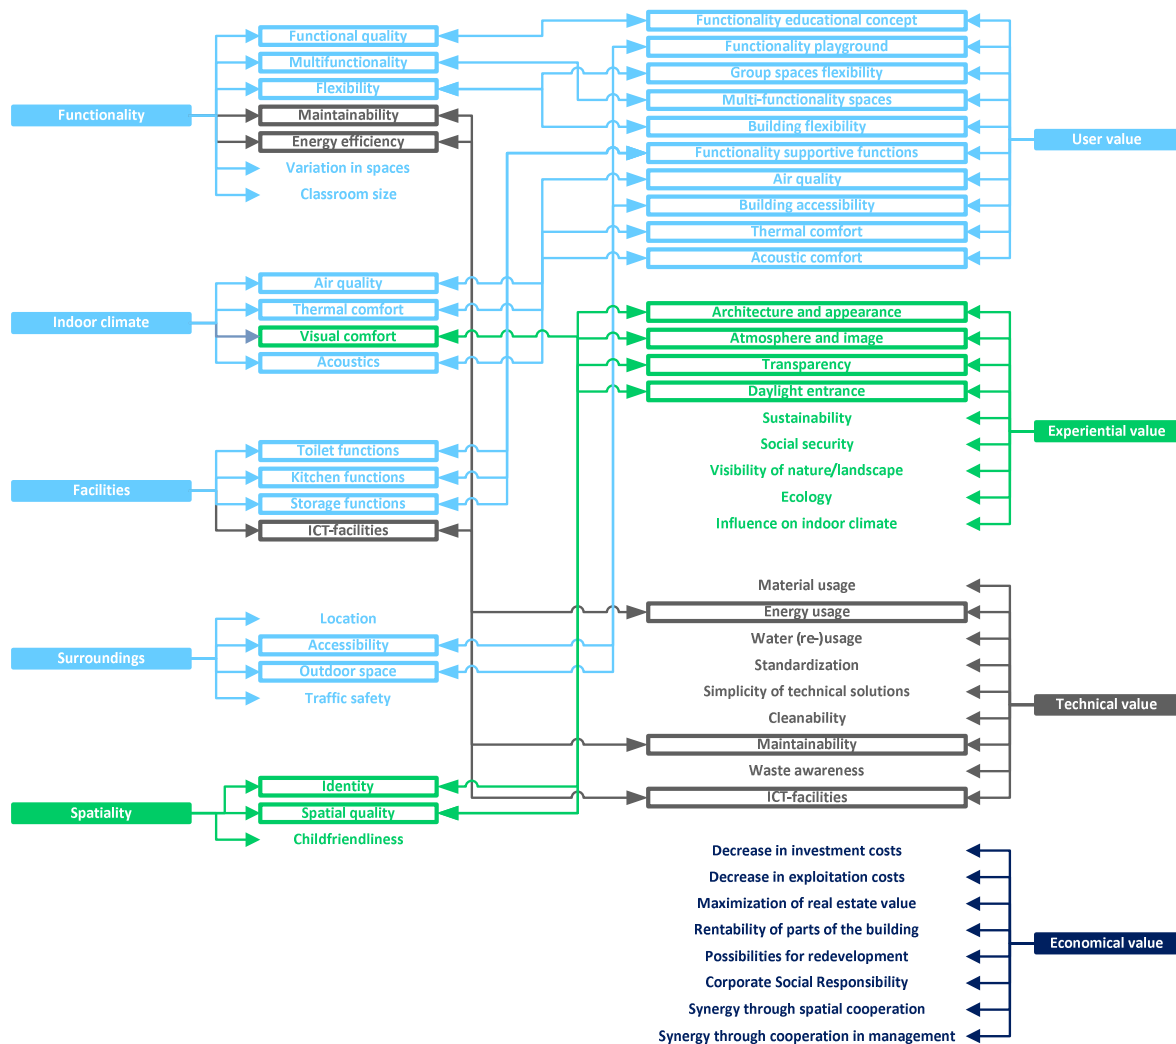 Functionality
Functional quality
Multifunctionality
Flexibility
Maintainability
Energy efficiency
Variation in spaces
Classroom size
Indoor climate
Air quality
Thermal comfort
Visual comfort
Acoustics
Facilities
Toilet functions
Kitchen functions
Storage functions
ICT-facilities
Surroundings
Location
Accessibility
Outdoor space
Traffic safety
Spatiality
Identity
Spatial quality
Childfriendliness
Functionality educational concept
Functionality playground
Group spaces flexibility
Multi-functionality spaces
Building flexibility
Functionality supportive functions
Air quality
Building accessibility
Thermal comfort
Acoustic comfort
User value
Architecture and appearance
Atmosphere and image
Transparency
Daylight entrance
Sustainability
Social security
Visibility of nature/landscape
Ecology
Influence on indoor climate
Experiential value
Material usage
Energy usage
Water (re-)usage
Standardization
Simplicity of technical solutions
Cleanability
Maintainability
Waste awareness
ICT-facilities
Technical value
Decrease in investment costs
Decrease in exploitation costs
Maximization of real estate value
Rentability of parts of the building
Possibilities for redevelopment
Corporate Social Responsibility
Synergy through spatial cooperation
Synergy through cooperation in management
Economical value